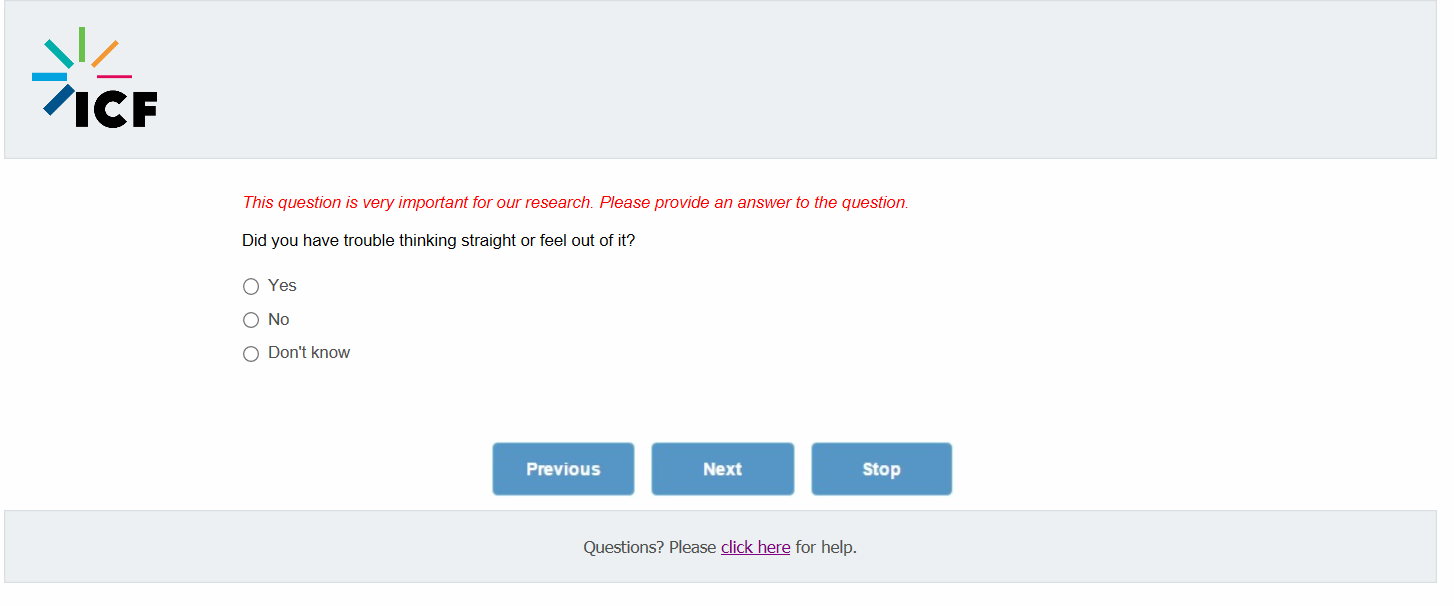 ICF
This question is very important for our research. Please provide an answer to the question.
Did you have trouble thinking straight or feel out of it?
Yes
No
Don't know
Previous Next Stop
Questions? Please click here for help.